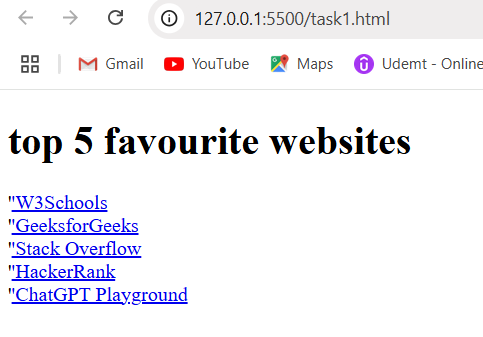 127.0.0.1:5500/task1.html
Gmail YouTube Maps Udemt - Online
top 5 favourite websites
"W3Schools
"GeeksforGeeks
"Stack Overflow
"HackerRank
"ChatGPT Playground